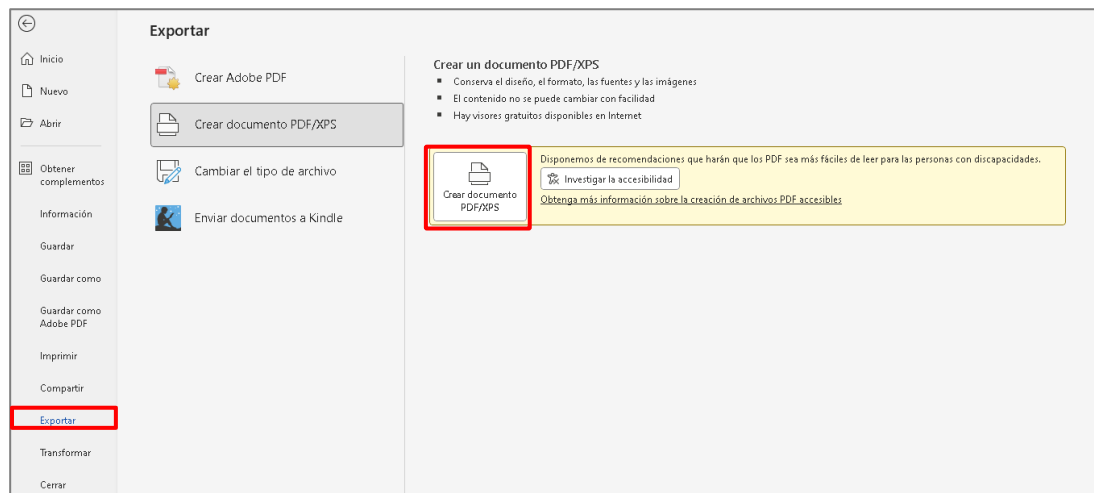 Inicio
Nuevo
Abrir
Obtener
complementos
Información
Guardar
Guardar como
Guardar como
Adobe PDF
Imprimir
Compartir
Exportar
Transformar
Cerrar
Exportar
Crear Adobe PDF
Crear documento PDF/XPS
Cambiar el tipo de archivo
Enviar documentos a Kindle
Crear un documento PDF/XPS
▪ Conserva el diseño, el formato, las fuentes y las imágenes
▪ El contenido no se puede cambiar con facilidad
▪ Hay visores gratuitos disponibles en Internet
Crear documento
PDF/XPS
Disponemos de recomendaciones que harán que los PDF sea más fáciles de leer para las personas con discapacidades.
Investigar la accesibilidad
Obtenga más información sobre la creación de archivos PDF accesibles